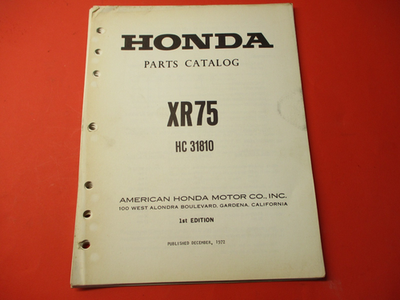 HONDA
PARTS CATALOG
XR75
HC 31810
AMERICAN HONDA MOTOR CO., INC.
100 WEST ALONDRA BOULEVARD, GARDENA, CALIFORNIA
1st EDITION
PUBLISHED DECEMBER, 1972